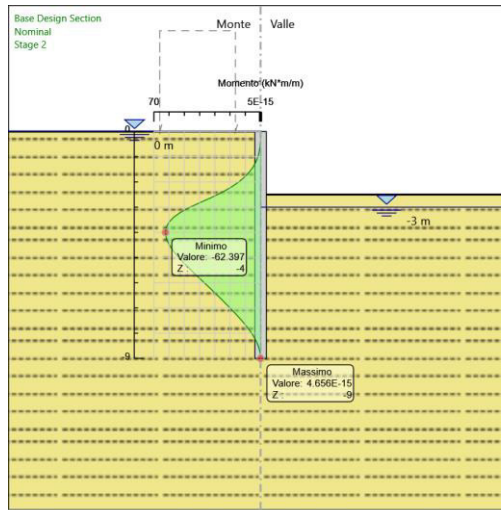 Base Design Section
Nominal
Stage 2
Monte
Valle
Momento (kN*m/m)
70
5E-15
0
0 m
-3 m
Minimo
Valore: -62.397
Z : -4
-9
Massimo
Valore: 4.656E-15
Z : -9